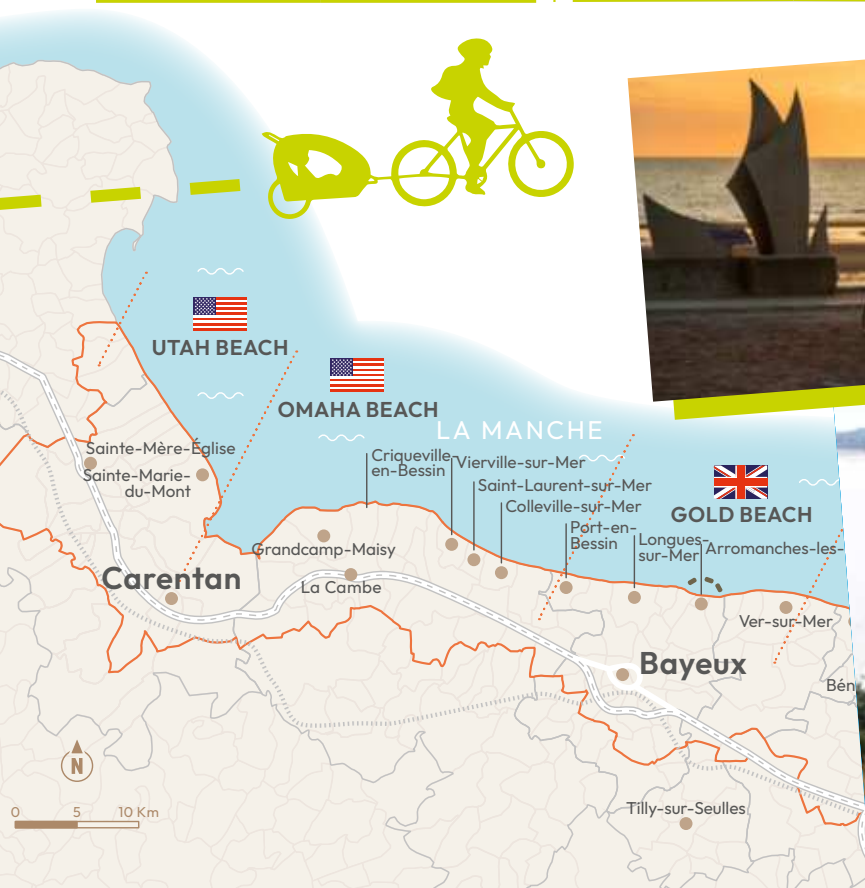 UTAH BEACH
OMAHA BEACH
LA MANCHE
Sainte-Mère-Église
Sainte-Marie-
du-Mont
Criqueville-
en-Bessin
Vierville-sur-Mer
Saint-Laurent-sur-Mer
Colleville-sur-Mer
GOLD BEACH
Port-en-
Bessin
Longues-
sur-Mer
Arromanches-les-
Grandcamp-Maisy
Carentan
La Cambe
Ver-sur-Mer
Bayeux
Bén
N
0 5 10 Km
Tilly-sur-Seulles